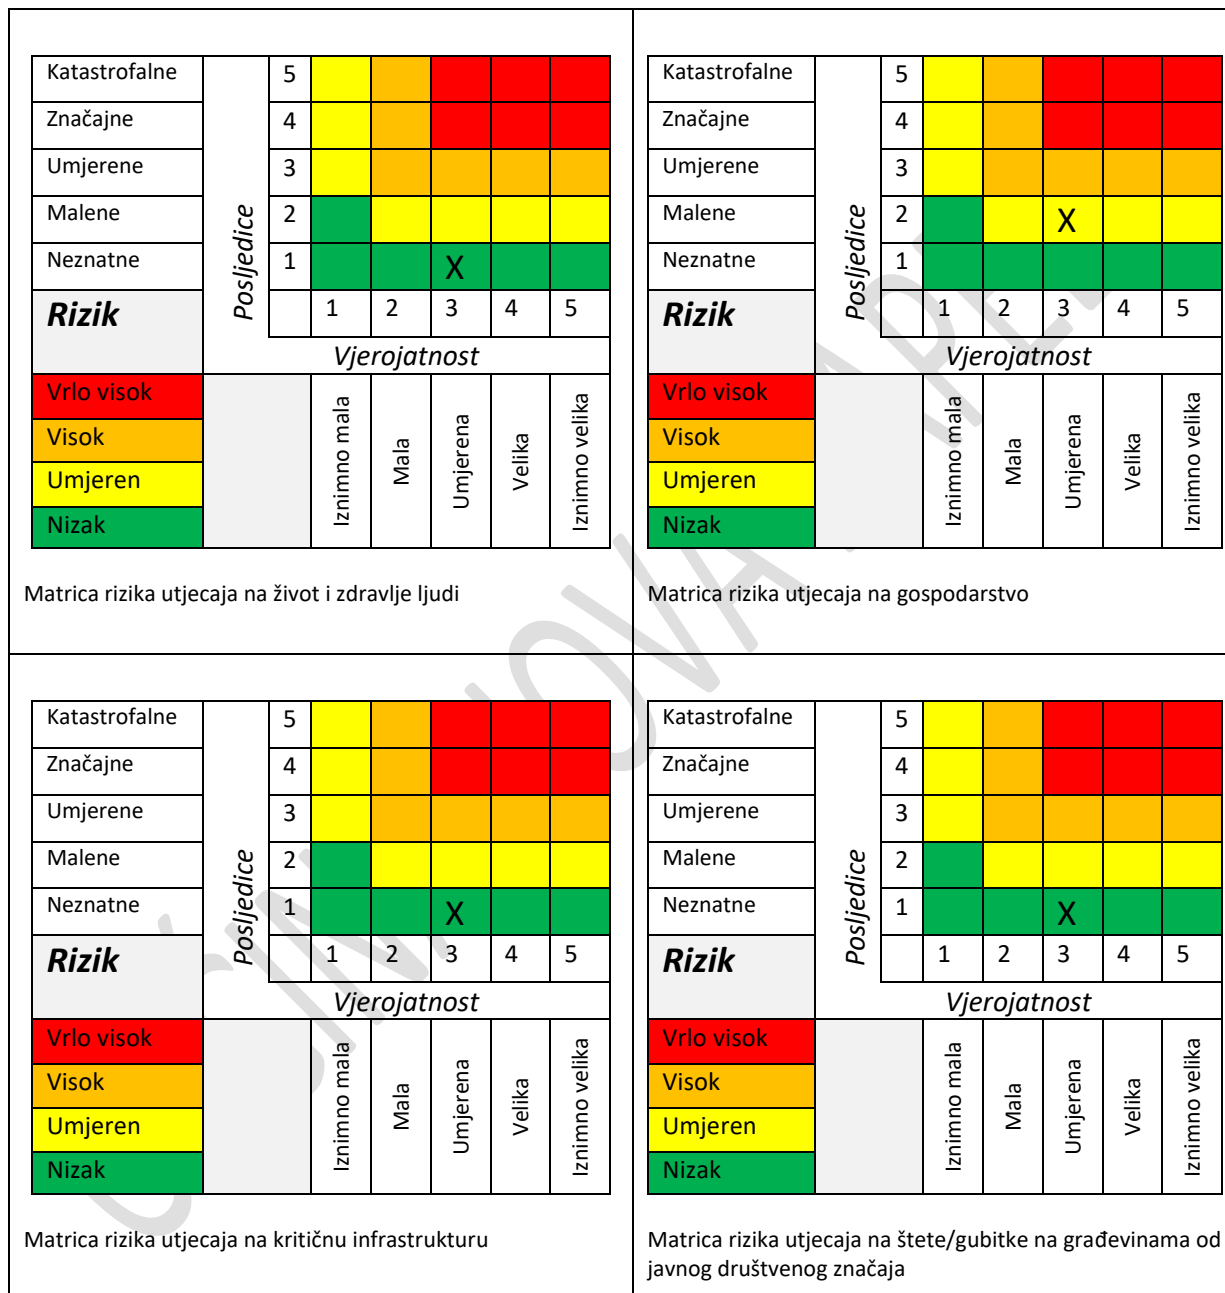 Katastrofalne 5
Značajne 4
Umjerene 3
Malene 2
Neznatne 1 X
Posljedice
Rizik 1 2 3 4 5
Vjerojatnost
Vrlo visok
Visok
Umjeren
Nizak
Iznimno mala
Mala
Umjerena
Velika
Iznimno velika
Matrica rizika utjecaja na život i zdravlje ljudi
Katastrofalne 5
Značajne 4
Umjerene 3
Malene 2 X
Neznatne 1
Posljedice
Rizik 1 2 3 4 5
Vjerojatnost
Vrlo visok
Visok
Umjeren
Nizak
Iznimno mala
Mala
Umjerena
Velika
Iznimno velika
Matrica rizika utjecaja na gospodarstvo
Katastrofalne 5
Značajne 4
Umjerene 3
Malene 2
Neznatne 1 X
Posljedice
Rizik 1 2 3 4 5
Vjerojatnost
Vrlo visok
Visok
Umjeren
Nizak
Iznimno mala
Mala
Umjerena
Velika
Iznimno velika
Matrica rizika utjecaja na kritičnu infrastrukturu
Katastrofalne 5
Značajne 4
Umjerene 3
Malene 2
Neznatne 1 X
Posljedice
Rizik 1 2 3 4 5
Vjerojatnost
Vrlo visok
Visok
Umjeren
Nizak
Iznimno mala
Mala
Umjerena
Velika
Iznimno velika
Matrica rizika utjecaja na štete/gubitke na građevinama od
javnog društvenog značaja